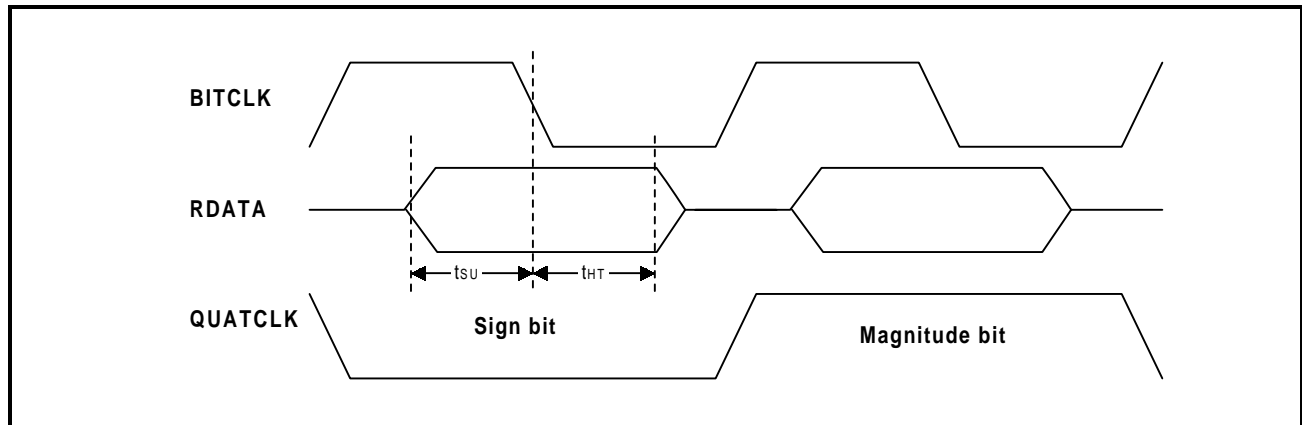 BITCLK
RDATA
tSU
tHT
QUATCLK
Sign bit
Magnitude bit